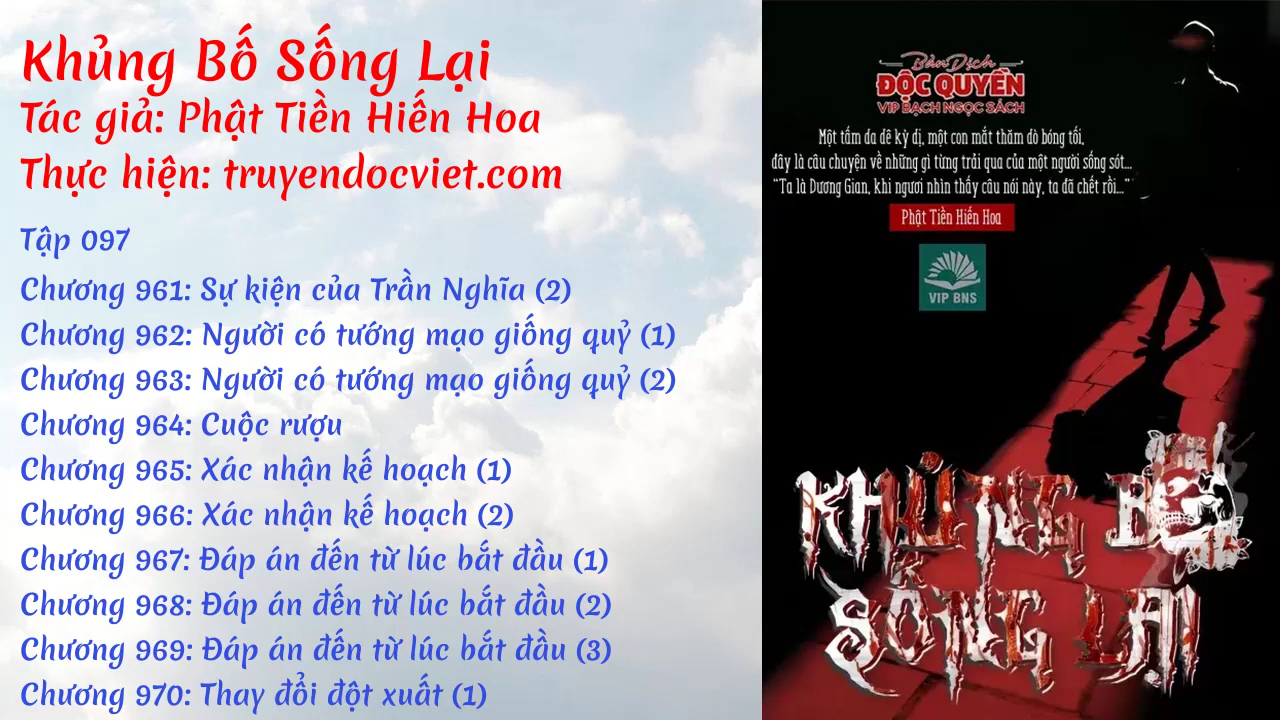 Khủng Bố Sống Lại
Tác giả: Phật Tiền Hiến Hoa
Thực hiện: truyendocviet.com
Tập 097
Chương 961: Sự kiện của Trần Nghĩa (2)
Chương 962: Người có tướng mạo giống quỷ (1)
Chương 963: Người có tướng mạo giống quỷ (2)
Chương 964: Cuộc rượu
Chương 965: Xác nhận kế hoạch (1)
Chương 966: Xác nhận kế hoạch (2)
Chương 967: Đáp án đến từ lúc bắt đầu (1)
Chương 968: Đáp án đến từ lúc bắt đầu (2)
Chương 969: Đáp án đến từ lúc bắt đầu (3)
Chương 970: Thay đổi đột xuất (1)
Bản Dịch
ĐỘC QUYỀN
VIP BẠCH NGỌC SÁCH
Một tấm da dê kỳ dị, một con mắt thăm dò bóng tối,
đây là câu chuyện về những gì từng trải qua của một người sống sót...
“Ta là Dương Gian, khi ngươi nhìn thấy câu nói này, ta đã chết rồi...”
Phật Tiền Hiến Hoa
VIP BNS
KHỦNG BỐ
SỐNG LẠI